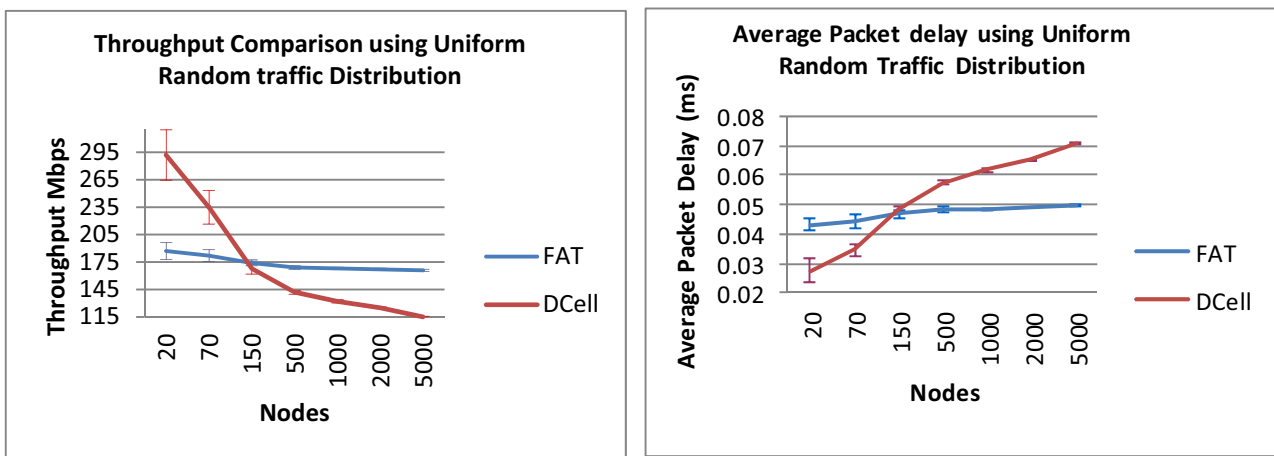 Throughput Comparison using Uniform
Random traffic Distribution
Throughput Mbps
295
265
235
205
175
145
115
20
70
150
500
1000
2000
5000
Nodes
FAT
DCell
Average Packet delay using Uniform
Random Traffic Distribution
Average Packet Delay (ms)
0.08
0.07
0.06
0.05
0.04
0.03
0.02
20
70
150
500
1000
2000
5000
Nodes
FAT
DCell